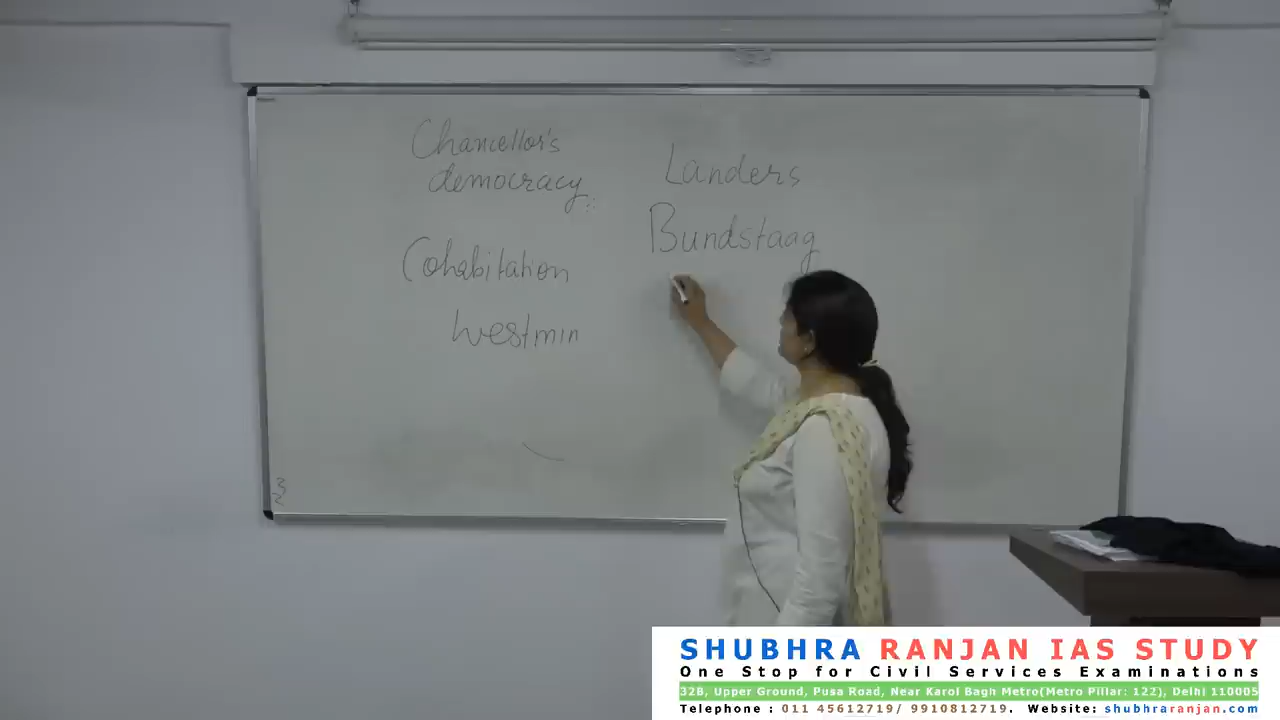 Chancellor's
democracy
Cohabitation
Westmin
Landers
Bundstaag
SHUBHRA RANJAN IAS STUDY
One Stop for Civil Services Examinations
32B, Upper Ground, Pusa Road, Near Karol Bagh Metro(Metro Pillar: 122), Delhi 110005
Telephone : 011 45612719/ 9910812719. Website: shubhraranjan.com